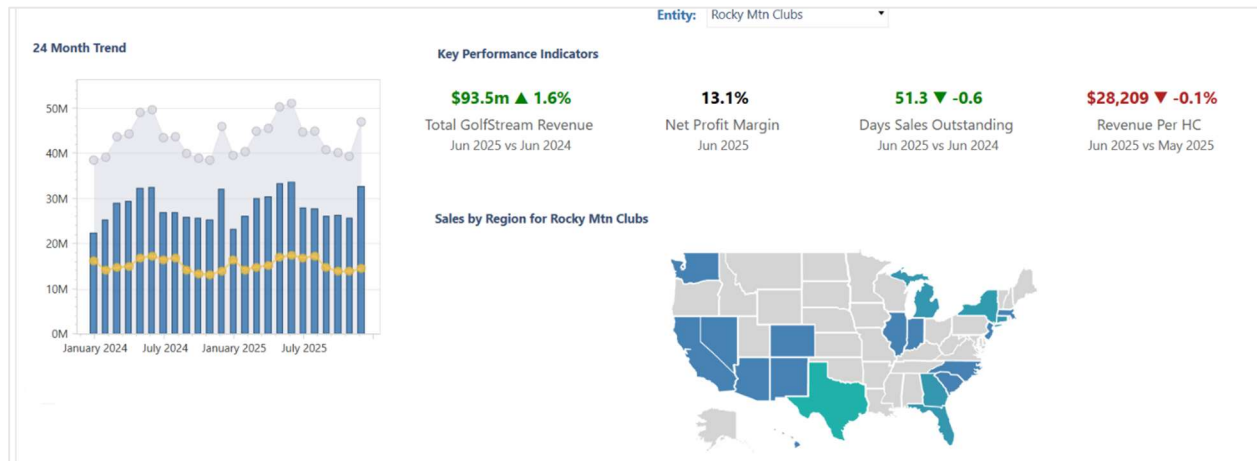 Entity: Rocky Mtn Clubs
24 Month Trend
Key Performance Indicators
$93.5m ▲ 1.6%
Total GolfStream Revenue
Jun 2025 vs Jun 2024
13.1%
Net Profit Margin
Jun 2025
51.3 ▼ -0.6
Days Sales Outstanding
Jun 2025 vs Jun 2024
$28,209 ▼ -0.1%
Revenue Per HC
Jun 2025 vs May 2025
50M
40M
30M
20M
10M
0M
January 2024 July 2024 January 2025 July 2025
Sales by Region for Rocky Mtn Clubs